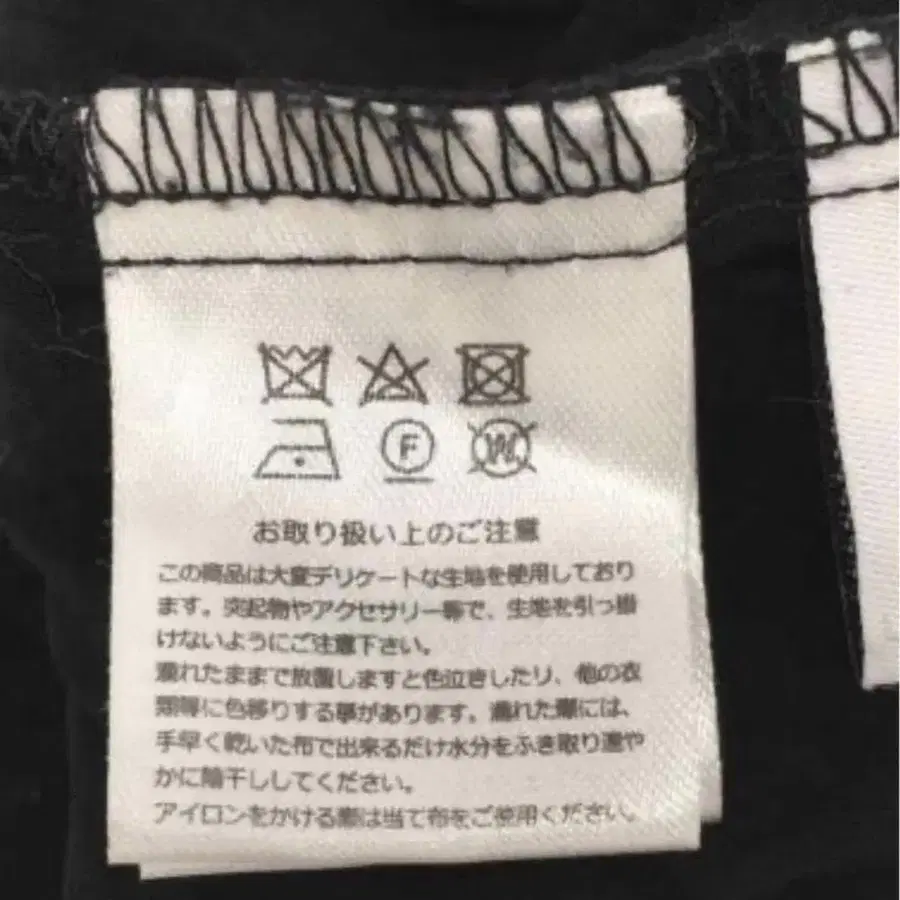 F W
お取り扱い上のご注意
この商品は大変デリケートな生地を使用しており
ます。突起物やアクセサリー等で、生地を引っ掛
けないようにご注意下さい。
濡れたままで放置しますと色泣きしたり、他の衣
類等に色移りする事があります。濡れた際には、
手早く乾いた布で出来るだけ水分をふき取り速や
かに陰干ししてください。
アイロンをかける際は当て布をご使用ください。